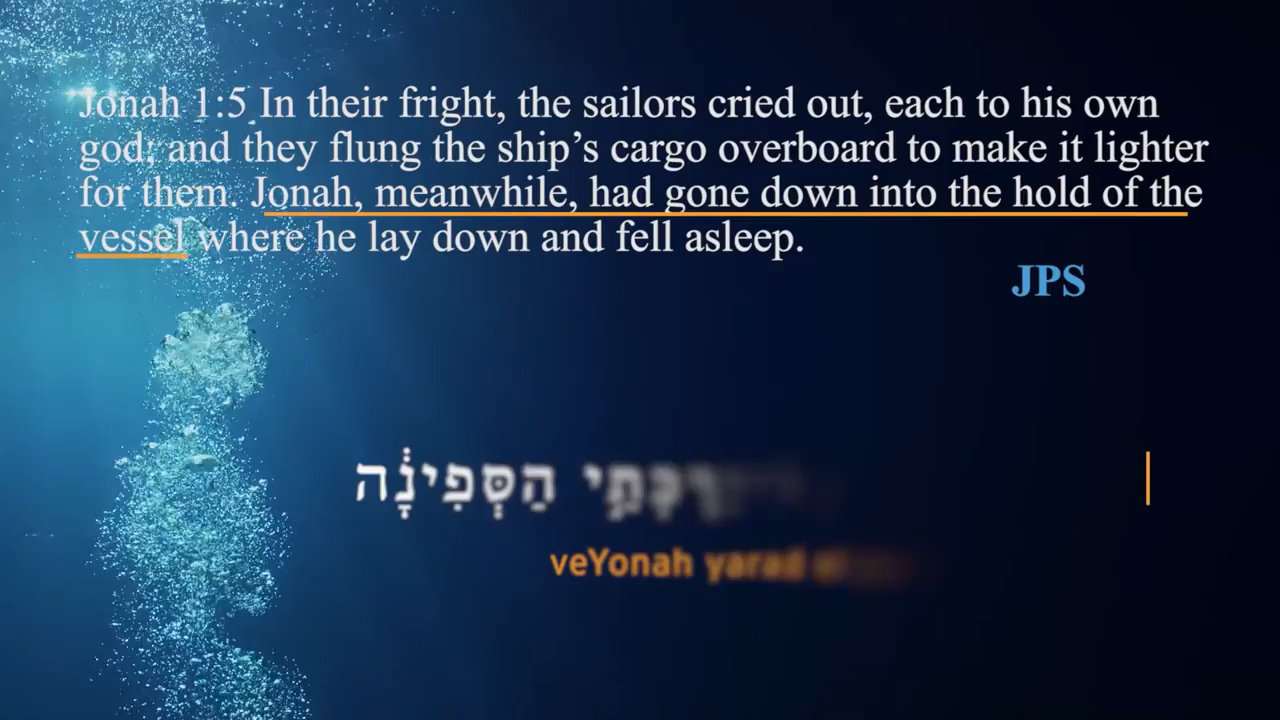 Jonah 1:5 In their fright, the sailors cried out, each to his own
god; and they flung the ship’s cargo overboard to make it lighter
for them. Jonah, meanwhile, had gone down into the hold of the
vessel where he lay down and fell asleep.
JPS
הַסְּפִינָ֔ה
veYonah yarad